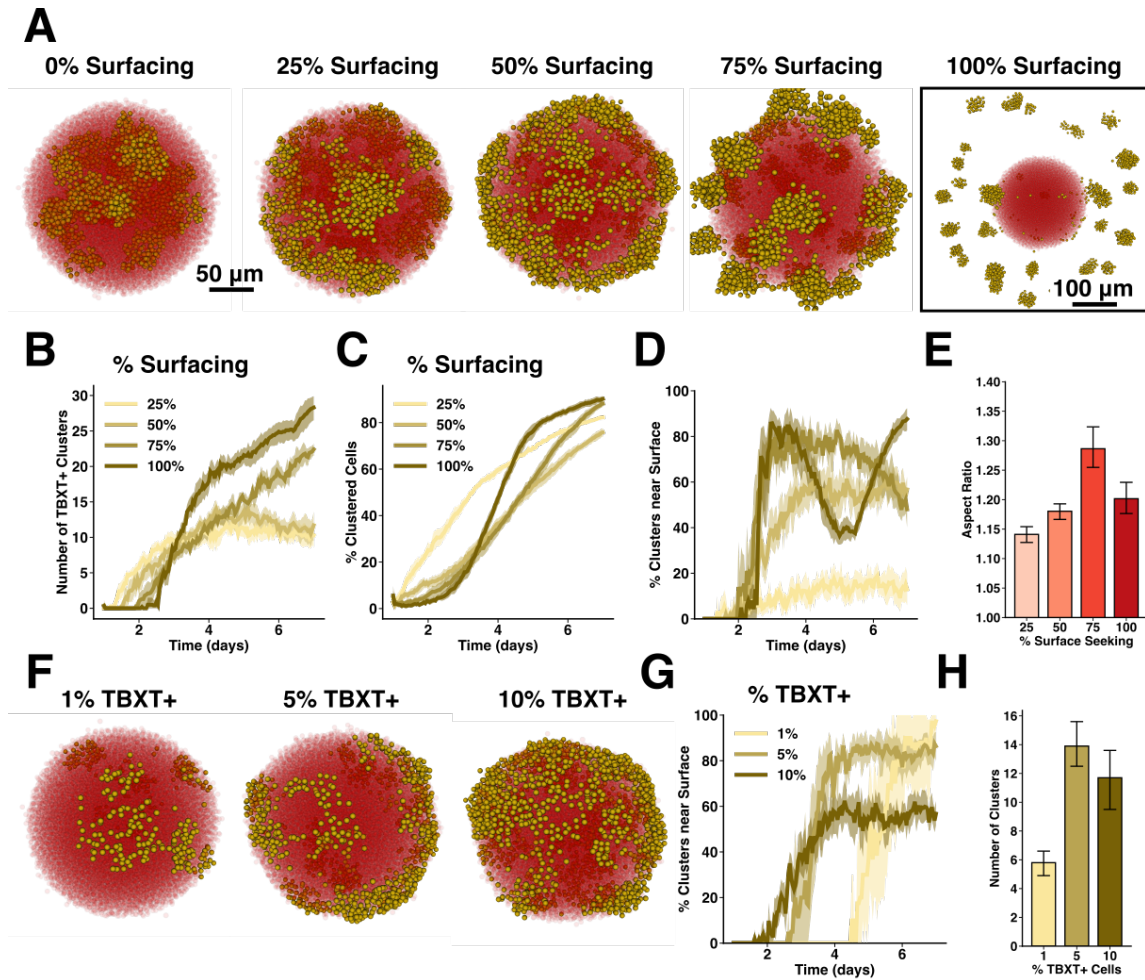 A
0% Surfacing
25% Surfacing
50% Surfacing
75% Surfacing
100% Surfacing
50 µm
100 µm
B
% Surfacing
Number of TBXT+ Clusters
30
25
20
15
10
5
0
25%
50%
75%
100%
2
4
6
Time (days)
C
% Surfacing
% Clustered Cells
80
60
40
20
0
25%
50%
75%
100%
2
4
6
Time (days)
D
% Clusters near Surface
100
80
60
40
20
0
2
4
6
Time (days)
E
Aspect Ratio
1.40
1.35
1.30
1.25
1.20
1.15
1.10
1.05
1.00
25
50
75
100
% Surface Seeking
F
1% TBXT+
5% TBXT+
10% TBXT+
G
% TBXT+
% Clusters near Surface
100
80
60
40
20
0
1%
5%
10%
2
4
6
Time (days)
H
Number of Clusters
16
14
12
10
8
6
4
2
0
1
5
10
% TBXT+ Cells